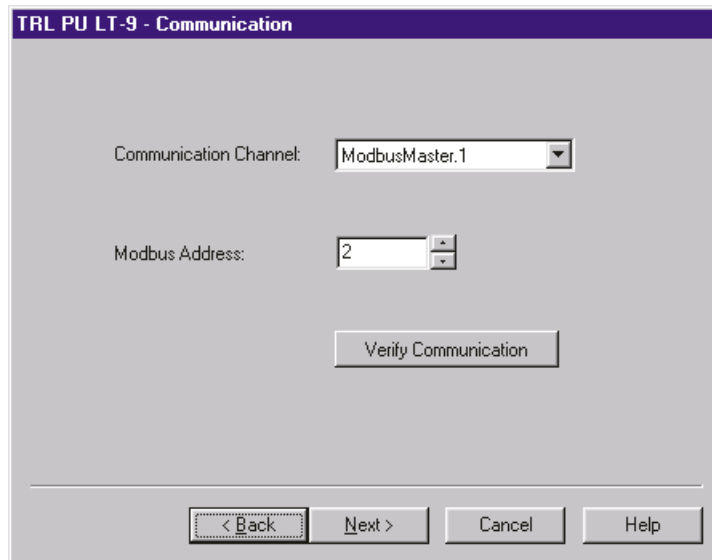 TRL PU LT-9 - Communication
Communication Channel: ModbusMaster.1
Modbus Address: 2
Verify Communication
< Back Next > Cancel Help